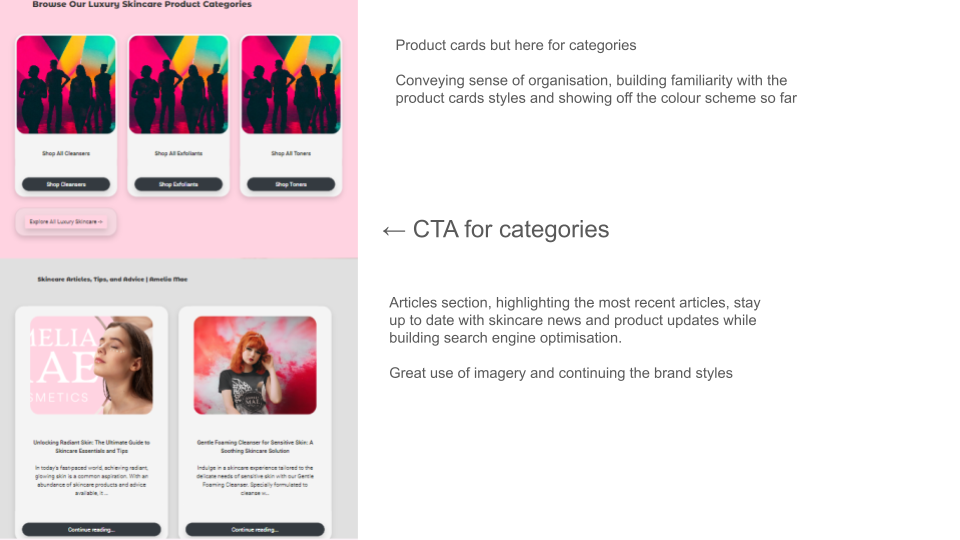 Browse Our Luxury Skincare Product Categories
Shop All Cleansers
Shop All Exfoliants
Shop All Toners
Shop Cleansers
Shop Exfoliants
Shop Toners
Explore All Luxury Skincare →
Product cards but here for categories
Conveying sense of organisation, building familiarity with the
product cards styles and showing off the colour scheme so far
← CTA for categories
Skincare Articles, Tips, and Advice | Amelia Mae
MELIA
AE
SMETICS
Unlocking Radiant Skin: The Ultimate Guide to
Skincare Essentials and Tips
In today's fast-paced world, achieving radiant,
glowing skin is a common aspiration. With an
abundance of skincare products and advice
available, it...
Continue reading...
Gentle Foaming Cleanser for Sensitive Skin: A
Soothing Skincare Solution
Indulge in a skincare experience tailored to the
delicate needs of sensitive skin with our Gentle
Foaming Cleanser. Specially formulated to
cleanse w...
Continue reading...
Articles section, highlighting the most recent articles, stay
up to date with skincare news and product updates while
building search engine optimisation.
Great use of imagery and continuing the brand styles